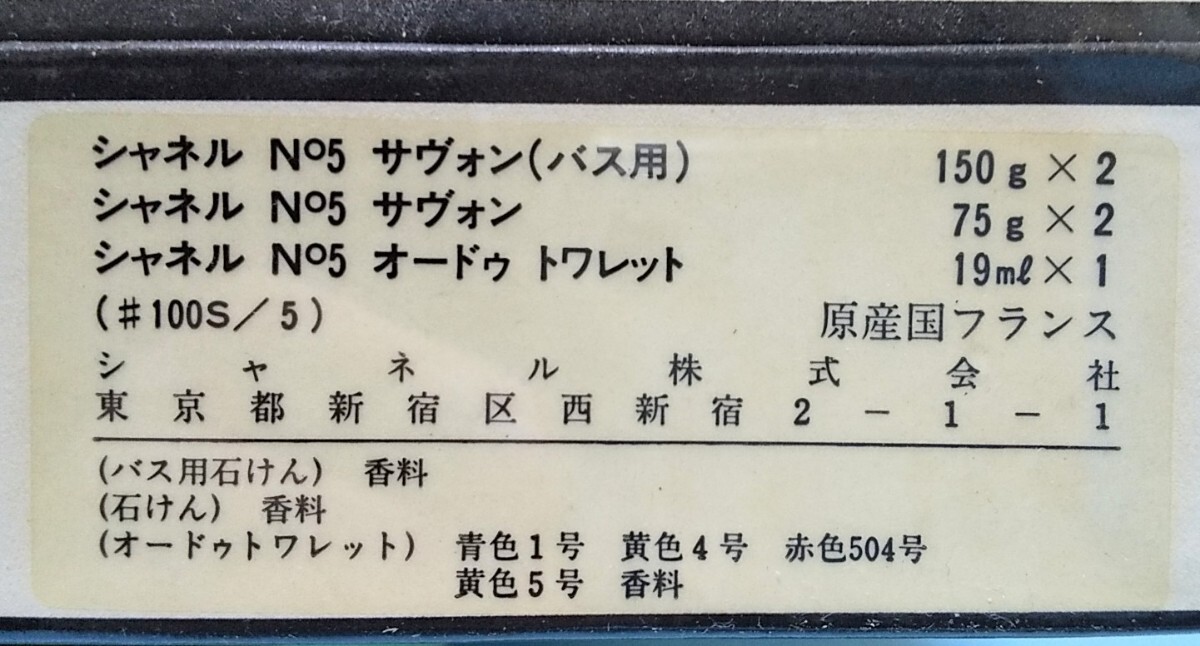 シャネル Nº5 サヴォン(バス用) 150g×2
シャネル Nº5 サヴォン 75g×2
シャネル Nº5 オードゥ トワレット 19mℓ×1
(♯100S/5) 原産国フランス
シャネル株式会社
東京都新宿区西新宿2-1-1
(バス用石けん) 香料
(石けん) 香料
(オードゥトワレット) 青色1号 黄色4号 赤色504号
黄色5号 香料